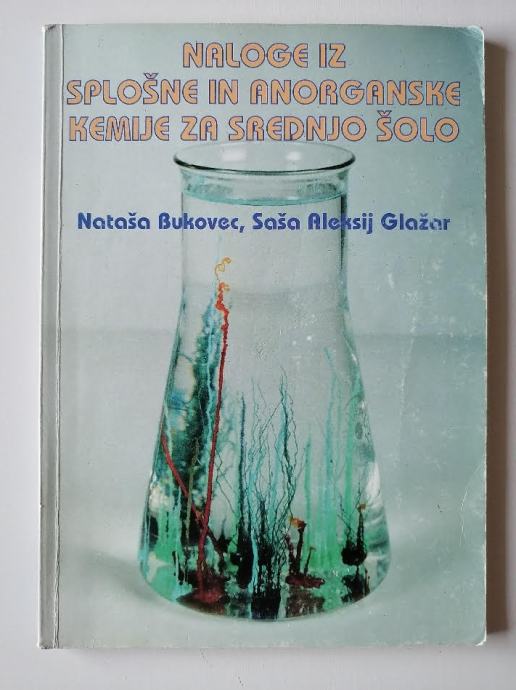 NALOGE IZ
SPLOŠNE IN ANORGANSKE
KEMIJE ZA SREDNJO ŠOLO
Nataša Bukovec, Saša Aleksij Glažar